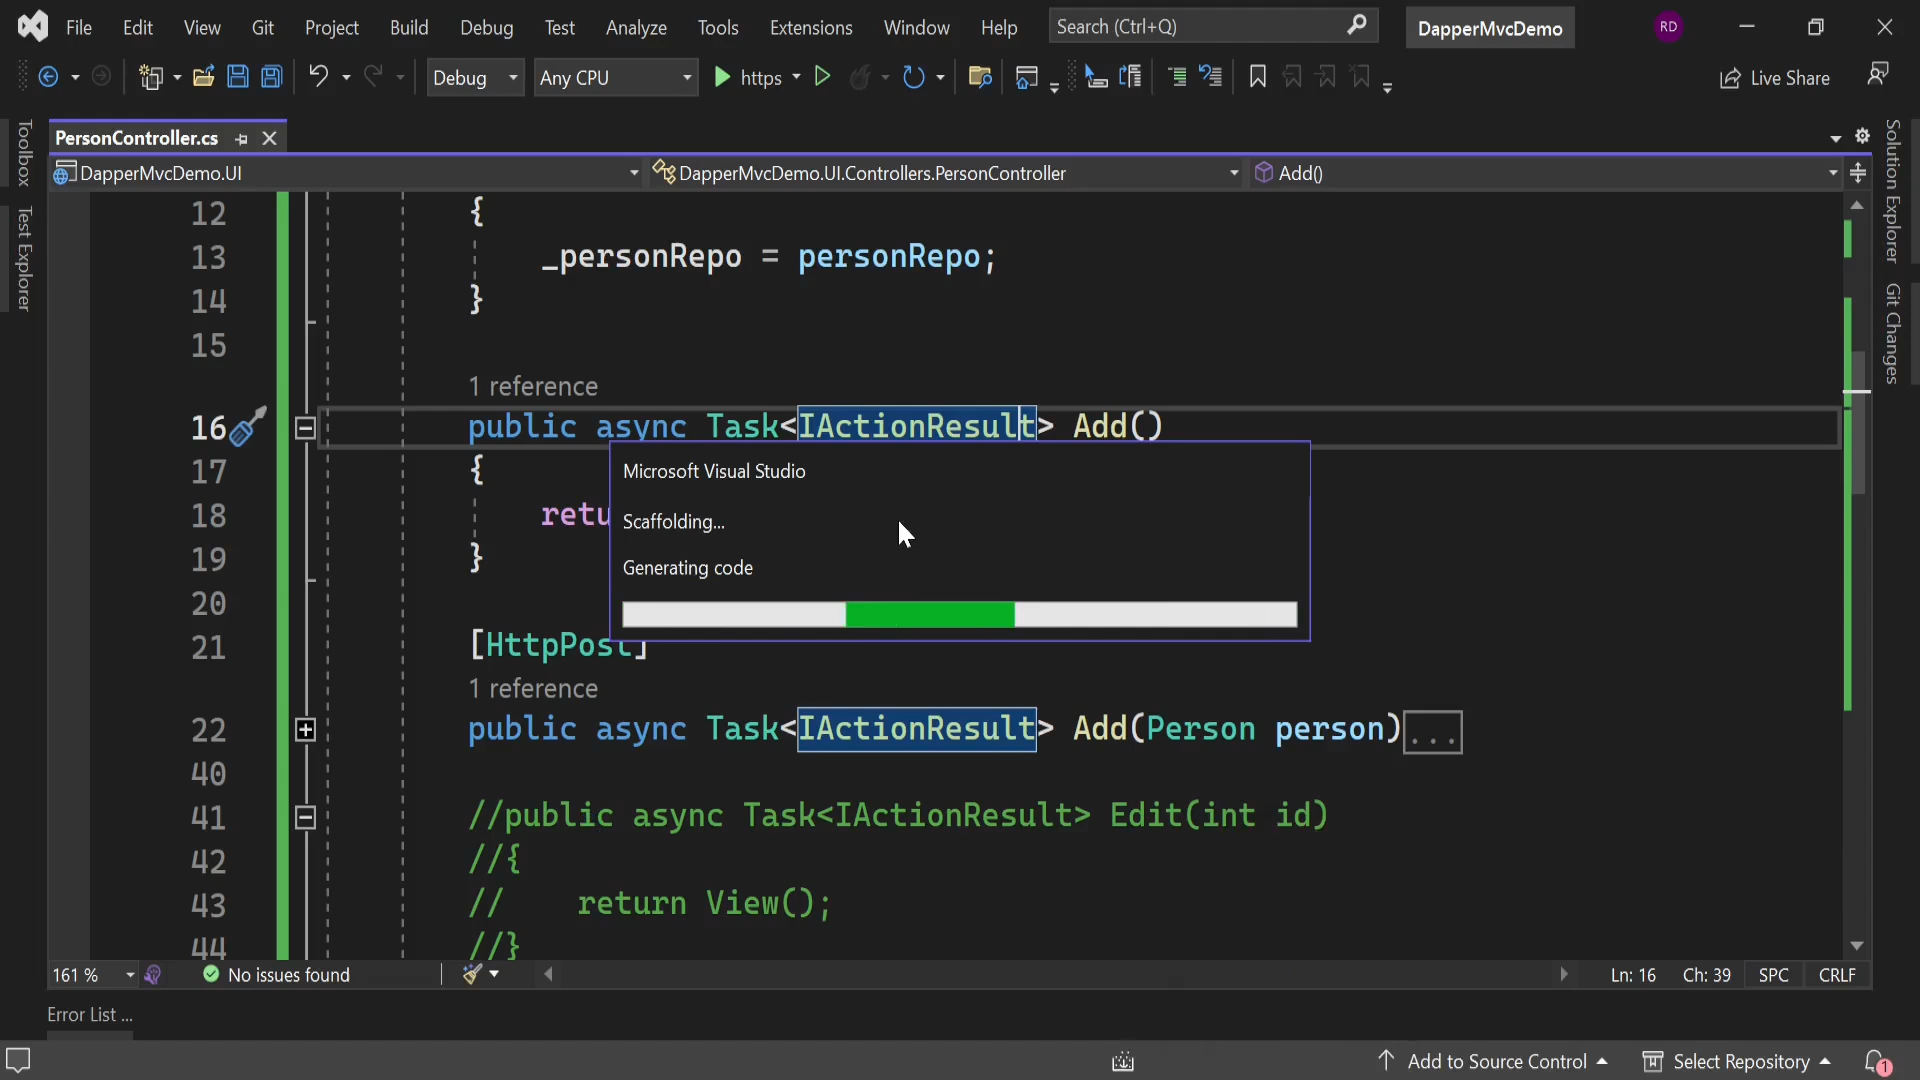 File Edit View Git Project Build Debug Test Analyze Tools Extensions Window Help Search (Ctrl+Q) DapperMvcDemo RD
Debug Any CPU https Live Share
PersonController.cs
DapperMvcDemo.UI DapperMvcDemo.UI.Controllers.PersonController Add()
Toolbox
Test Explorer
Solution Explorer
Git Changes
12 {
13 _personRepo = personRepo;
14 }
15
1 reference
16 public async Task<IActionResult> Add()
17 {
18 retu
19 }
20
Microsoft Visual Studio
Scaffolding...
Generating code
21 [HttpPost]
1 reference
22 public async Task<IActionResult> Add(Person person)...
40
41 //public async Task<IActionResult> Edit(int id)
42 //{
43 // return View();
44 //}
161 % No issues found Ln: 16 Ch: 39 SPC CRLF
Error List ...
Add to Source Control Select Repository 1